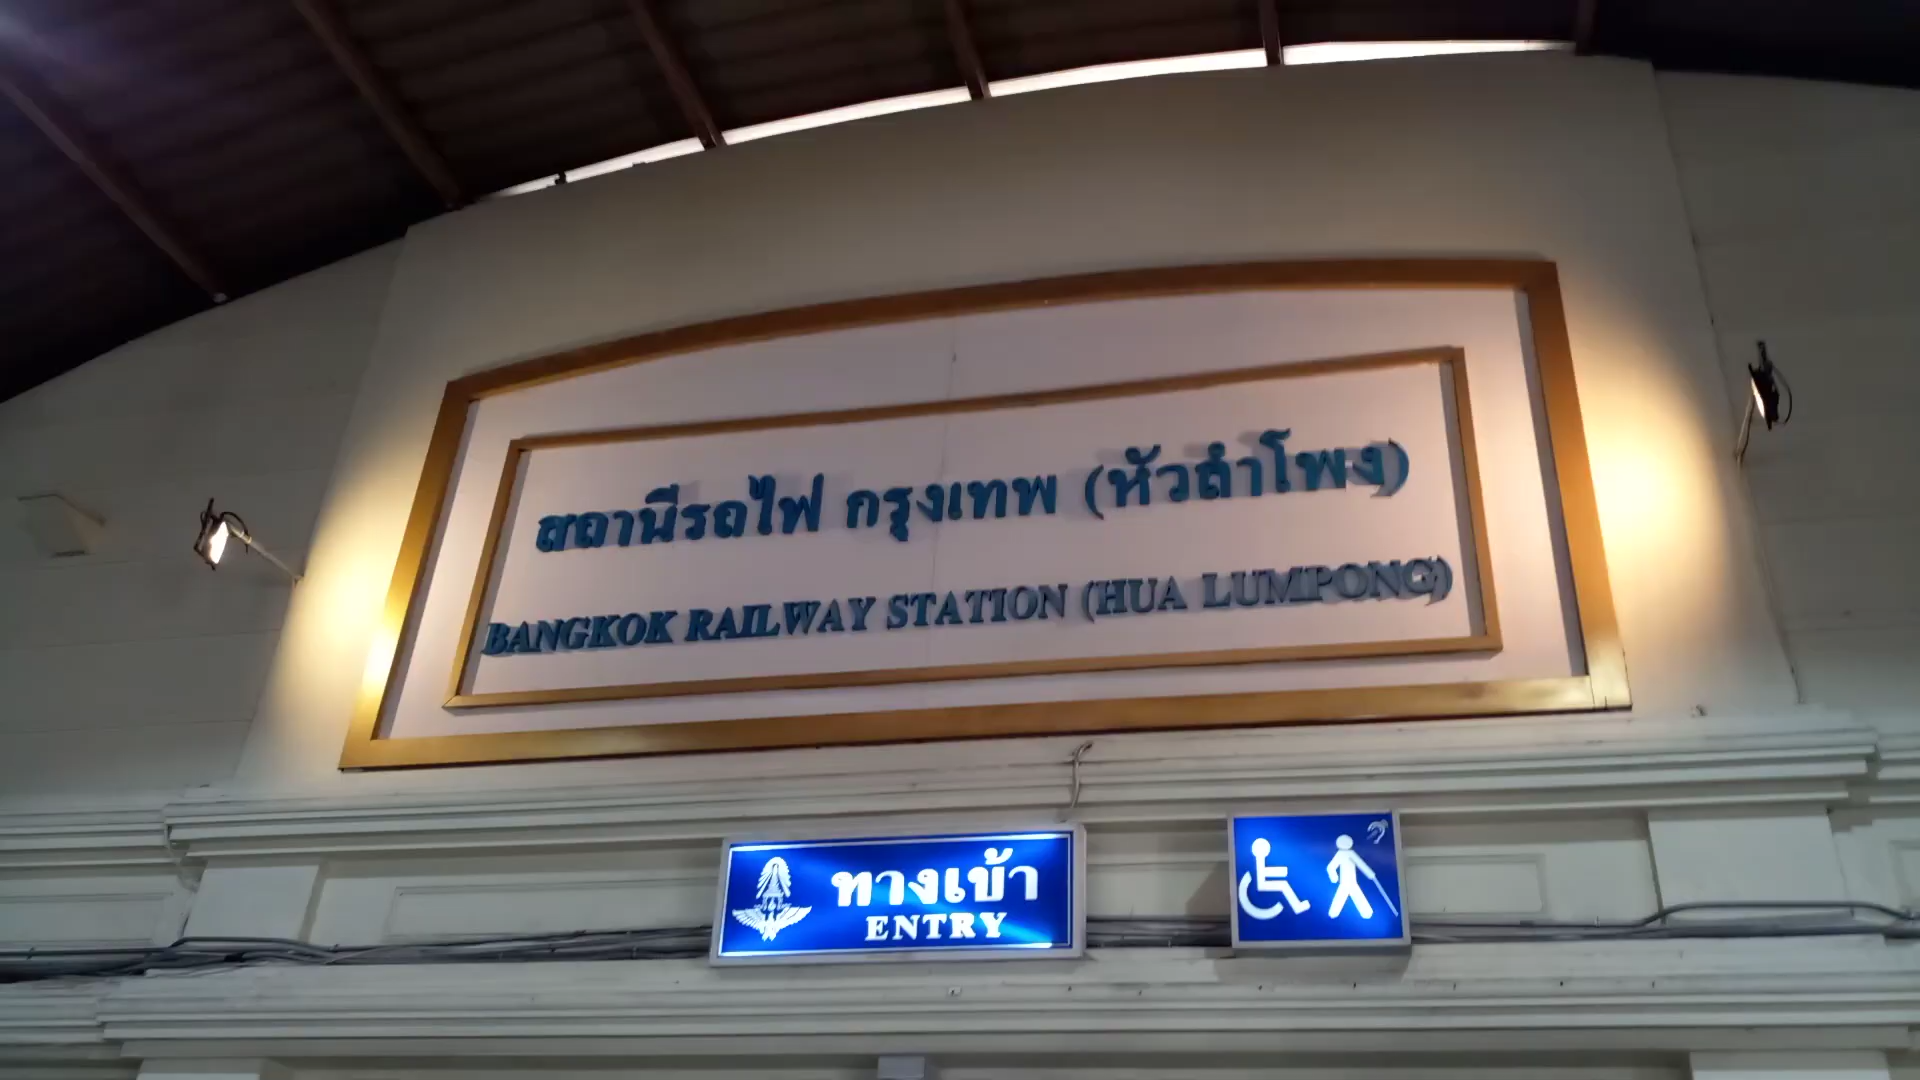 สถานีรถไฟ กรุงเทพ (หัวลำโพง)
BANGKOK RAILWAY STATION (HUA LUMPONG)
ทางเข้า
ENTRY